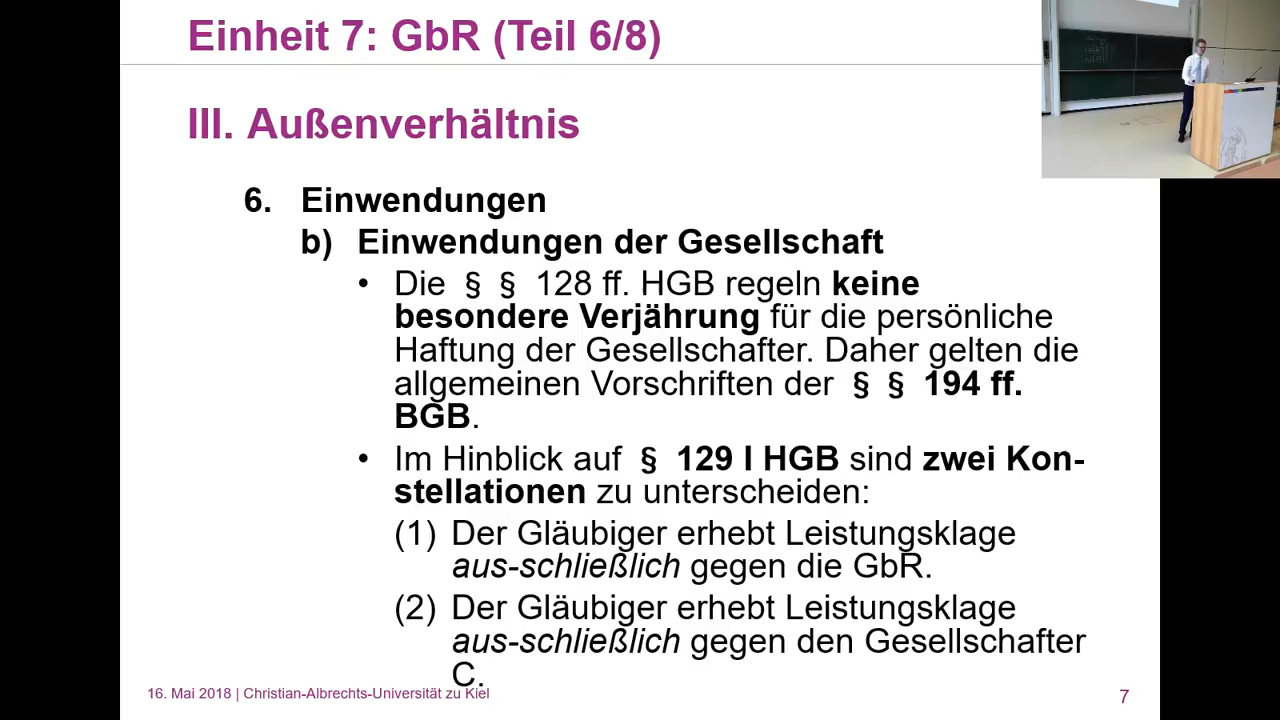 Einheit 7: GbR (Teil 6/8)
III. Außenverhältnis
6. Einwendungen
b) Einwendungen der Gesellschaft
• Die § § 128 ff. HGB regeln keine
besondere Verjährung für die persönliche
Haftung der Gesellschafter. Daher gelten die
allgemeinen Vorschriften der § § 194 ff.
BGB.
• Im Hinblick auf § 129 I HGB sind zwei Kon-
stellationen zu unterscheiden:
(1) Der Gläubiger erhebt Leistungsklage
aus-schließlich gegen die GbR.
(2) Der Gläubiger erhebt Leistungsklage
aus-schließlich gegen den Gesellschafter
C.
16. Mai 2018 | Christian-Albrechts-Universität zu Kiel
7